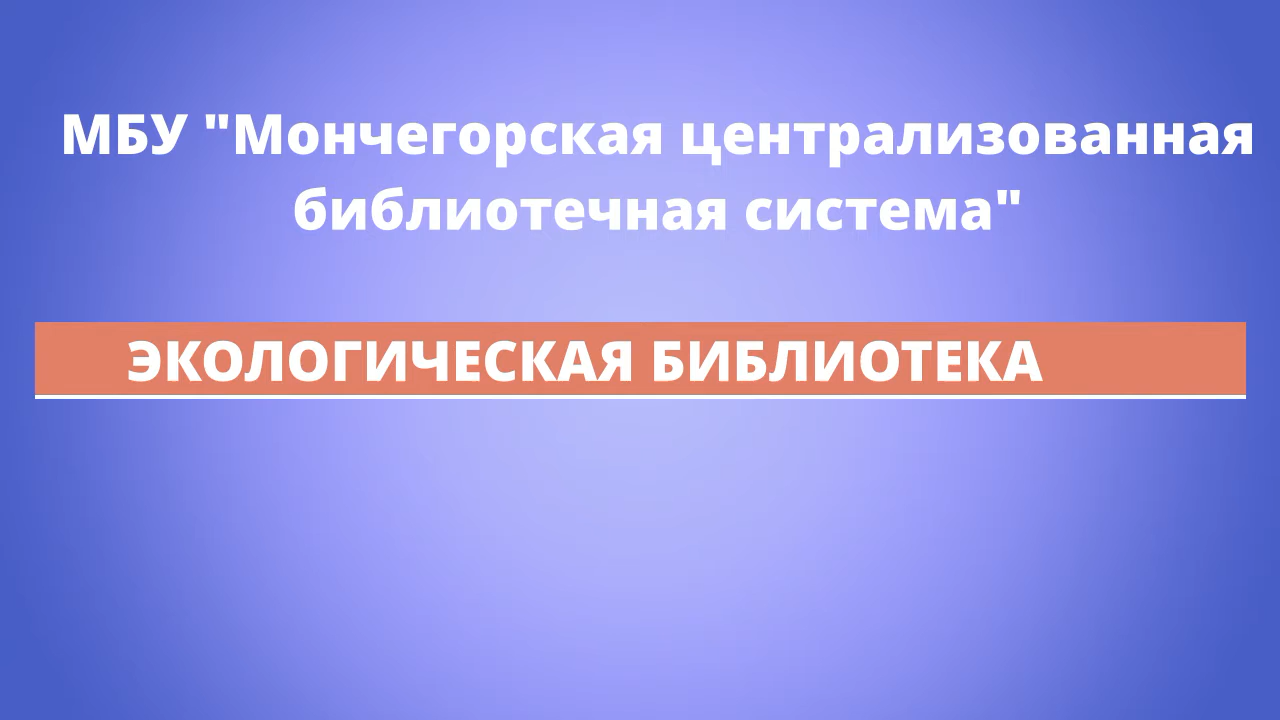 МБУ "Мончегорская централизованная
библиотечная система"
ЭКОЛОГИЧЕСКАЯ БИБЛИОТЕКА